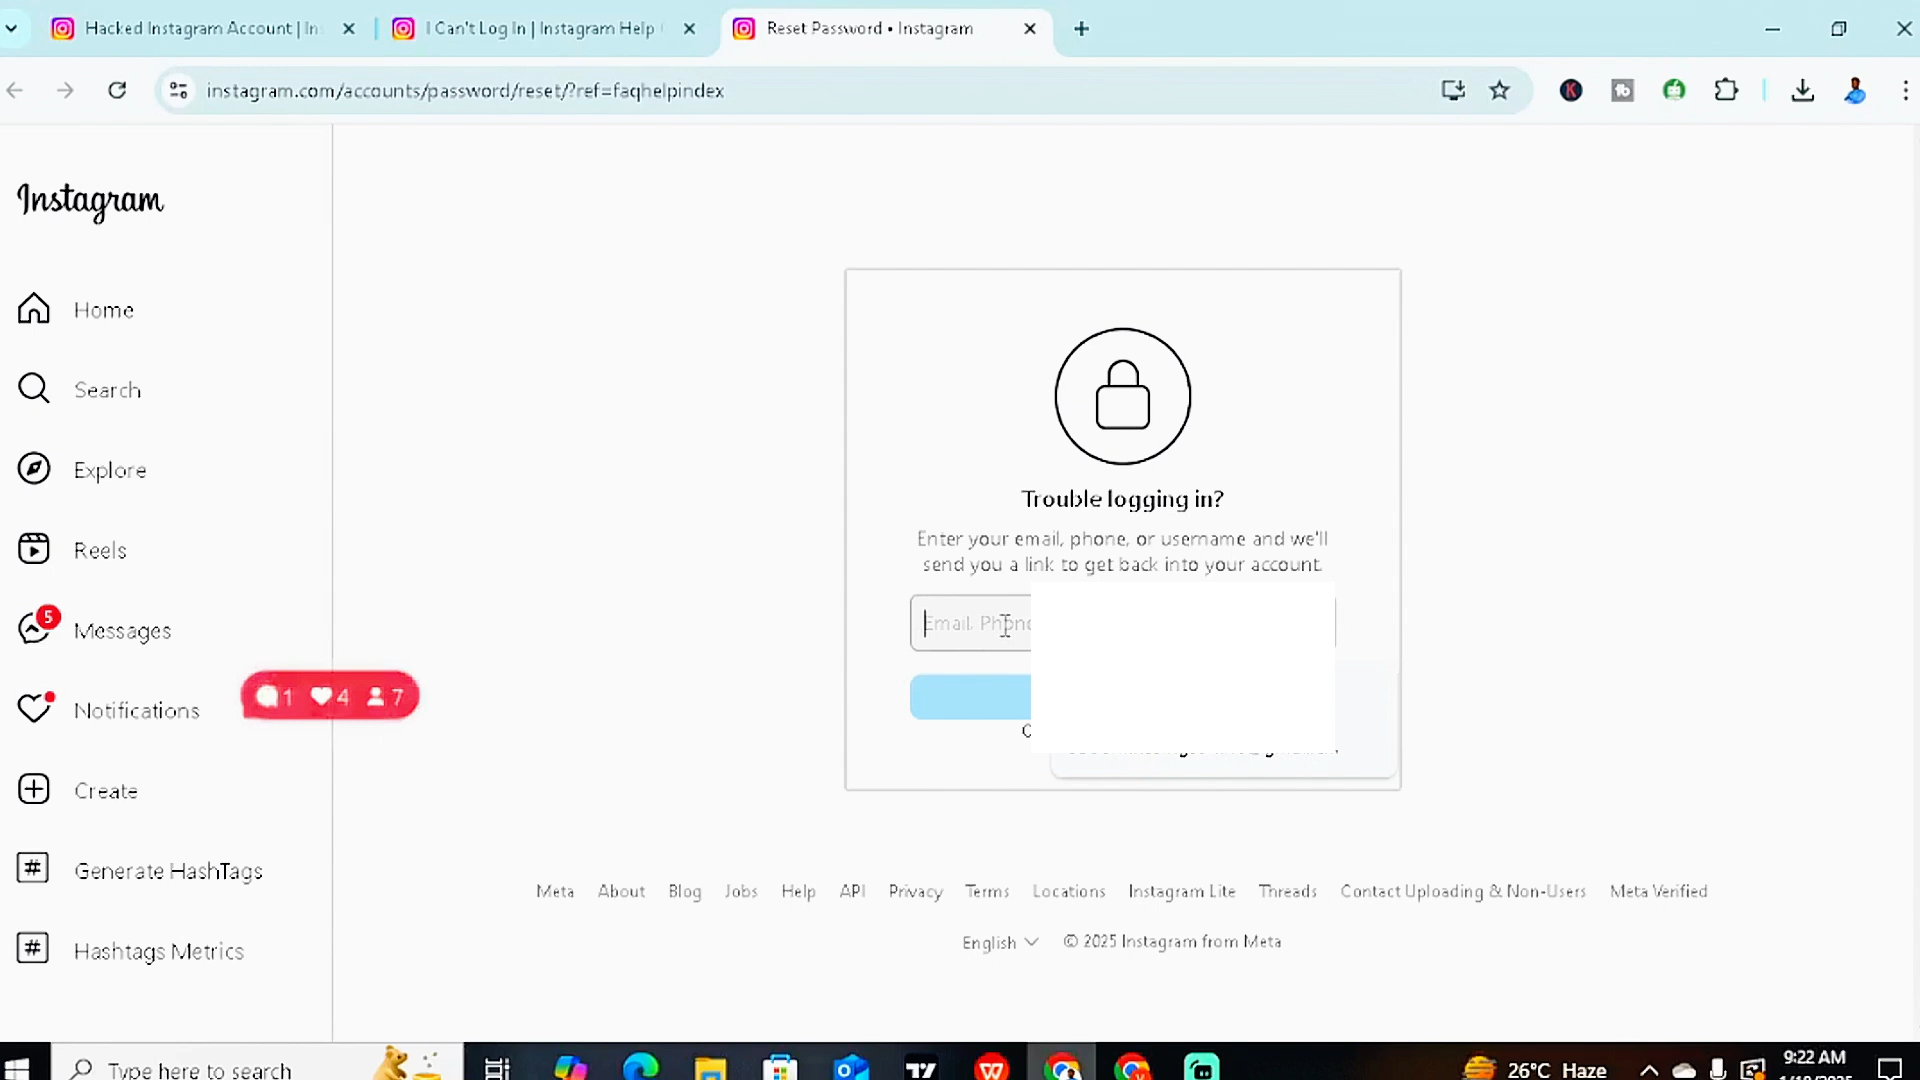 Hacked Instagram Account | In
I Can't Log In | Instagram Help
Reset Password • Instagram
instagram.com/accounts/password/reset/?ref=faqhelpindex
Instagram
Home
Search
Explore
Reels
5
Messages
Notifications
1 4 7
Create
Generate HashTags
Hashtags Metrics
Trouble logging in?
Enter your email, phone, or username and we'll
send you a link to get back into your account.
Email, Phone
Meta About Blog Jobs Help API Privacy Terms Locations Instagram Lite Threads Contact Uploading & Non-Users Meta Verified
English © 2025 Instagram from Meta
Type here to search
26°C Haze
9:22 AM